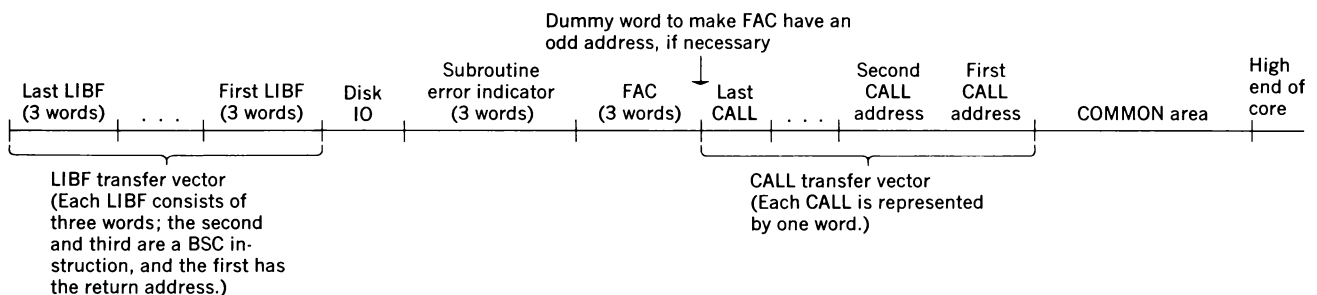 Dummy word to make FAC have an
odd address, if necessary
Last LIBF
(3 words)
. . .
First LIBF
(3 words)
Disk
IO
Subroutine
error indicator
(3 words)
FAC
(3 words)
Last
CALL
. . .
Second
CALL
address
First
CALL
address
COMMON area
High
end of
core
LIBF transfer vector
(Each LIBF consists of
three words; the second
and third are a BSC in-
struction, and the first has
the return address.)
CALL transfer vector
(Each CALL is represented
by one word.)